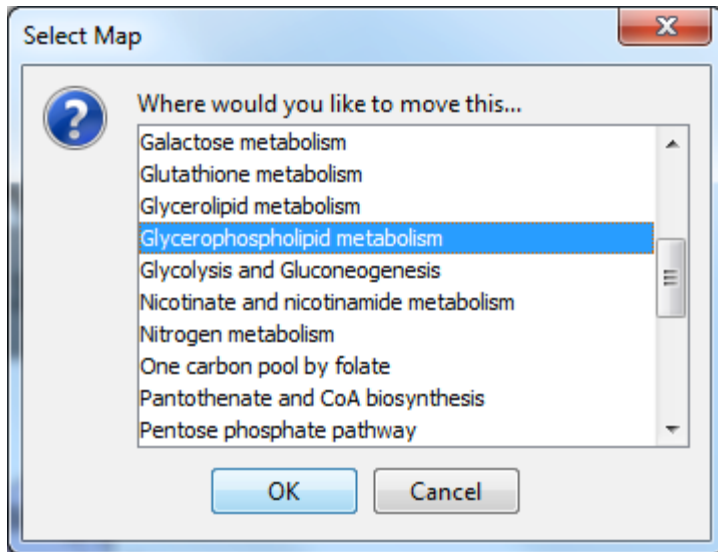 Select Map
Where would you like to move this...
Galactose metabolism
Glutathione metabolism
Glycerolipid metabolism
Glycerophospholipid metabolism
Glycolysis and Gluconeogenesis
Nicotinate and nicotinamide metabolism
Nitrogen metabolism
One carbon pool by folate
Pantothenate and CoA biosynthesis
Pentose phosphate pathway
OK Cancel